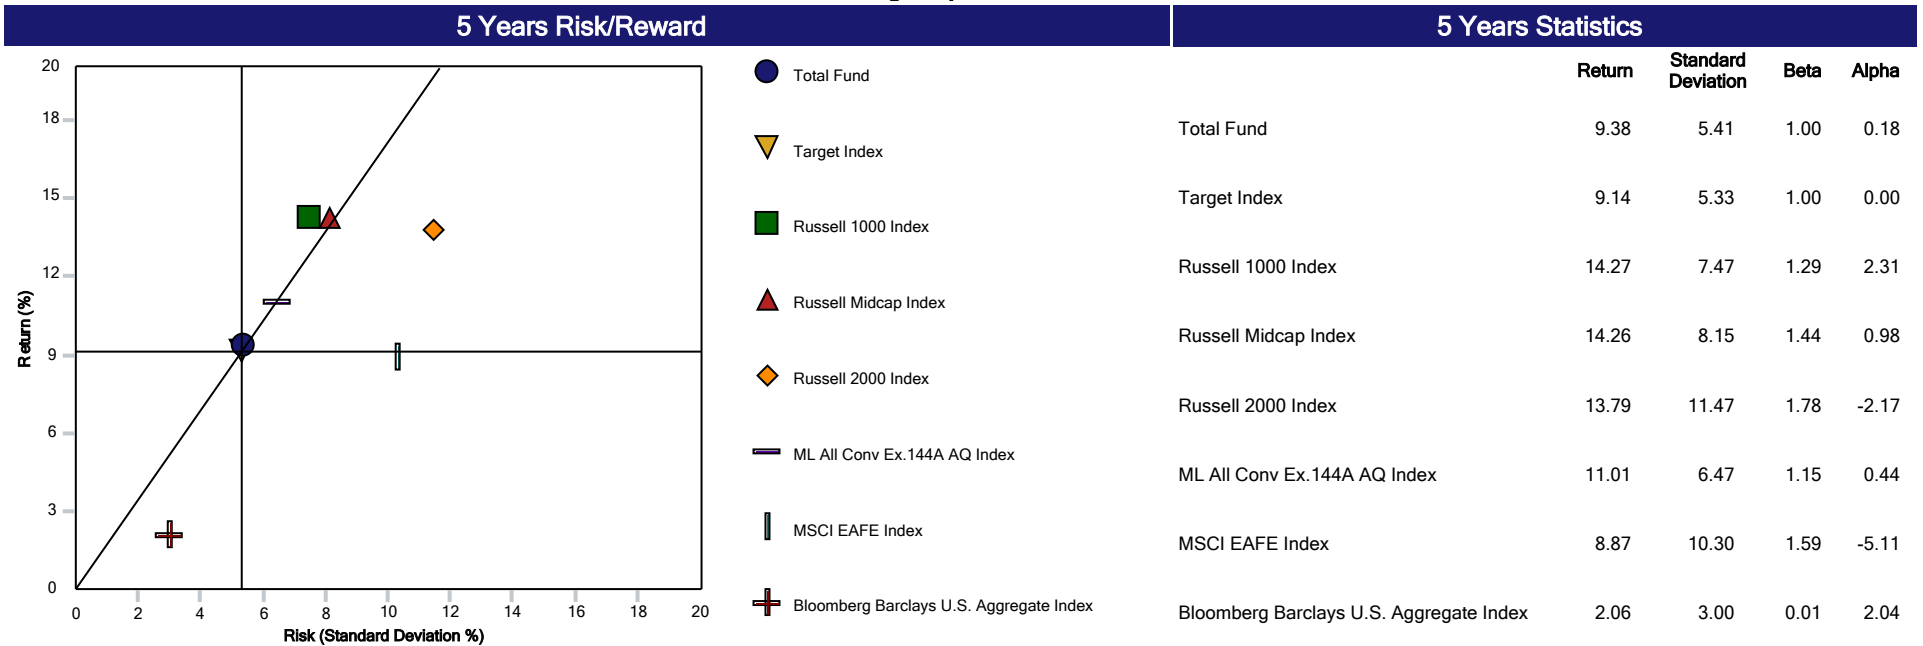 5 Years Risk/Reward
20
18
15
12
9
6
3
0
0 2 4 6 8 10 12 14 16 18 20
Return (%)
Risk (Standard Deviation %)
Total Fund
Target Index
Russell 1000 Index
Russell Midcap Index
Russell 2000 Index
ML All Conv Ex.144A AQ Index
MSCI EAFE Index
Bloomberg Barclays U.S. Aggregate Index
5 Years Statistics
Return Standard Deviation Beta Alpha
Total Fund 9.38 5.41 1.00 0.18
Target Index 9.14 5.33 1.00 0.00
Russell 1000 Index 14.27 7.47 1.29 2.31
Russell Midcap Index 14.26 8.15 1.44 0.98
Russell 2000 Index 13.79 11.47 1.78 -2.17
ML All Conv Ex.144A AQ Index 11.01 6.47 1.15 0.44
MSCI EAFE Index 8.87 10.30 1.59 -5.11
Bloomberg Barclays U.S. Aggregate Index 2.06 3.00 0.01 2.04